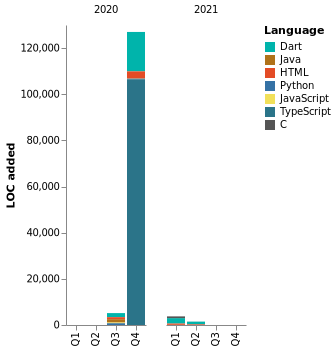 2020
2021
LOC added
120,000
100,000
80,000
60,000
40,000
20,000
0
Q1
Q2
Q3
Q4
Q1
Q2
Q3
Q4
Language
Dart
Java
HTML
Python
JavaScript
TypeScript
C